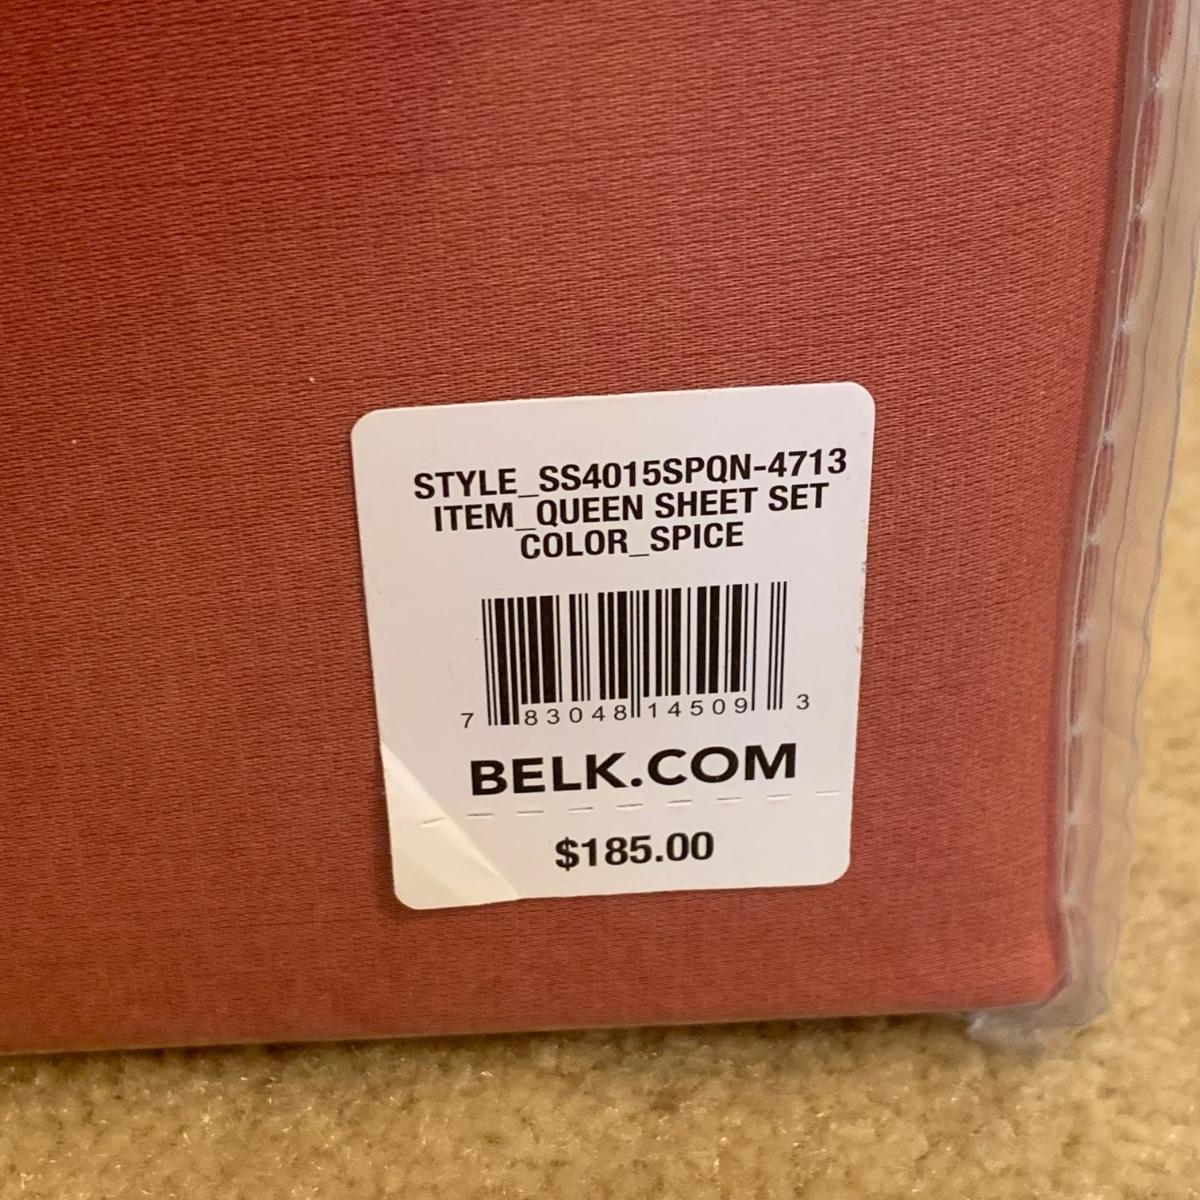 STYLE_SS4015SPQN-4713
ITEM_QUEEN SHEET SET
COLOR_SPICE
7 83048 14509 3
BELK.COM
$185.00